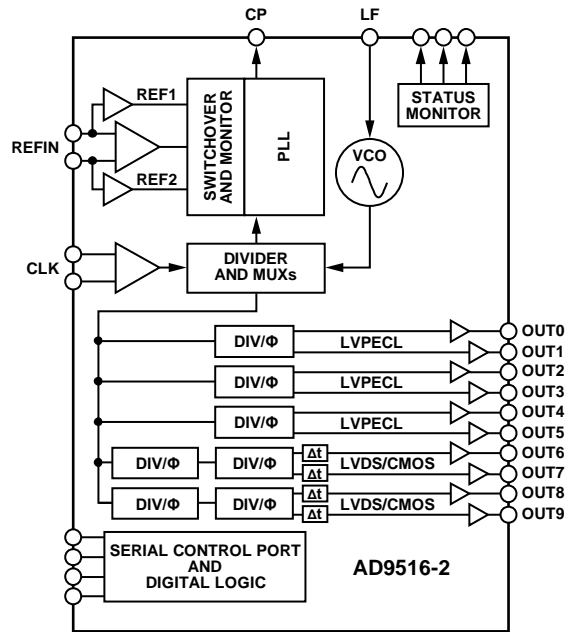 CP
LF
REF1
REFIN
REF2
SWITCHOVER
AND MONITOR
PLL
VCO
STATUS
MONITOR
CLK
DIVIDER
AND MUXs
DIV/Φ
LVPECL
OUT0
OUT1
DIV/Φ
LVPECL
OUT2
OUT3
DIV/Φ
LVPECL
OUT4
OUT5
DIV/Φ
DIV/Φ
Δt
Δt
LVDS/CMOS
OUT6
OUT7
DIV/Φ
DIV/Φ
Δt
Δt
LVDS/CMOS
OUT8
OUT9
SERIAL CONTROL PORT
AND
DIGITAL LOGIC
AD9516-2